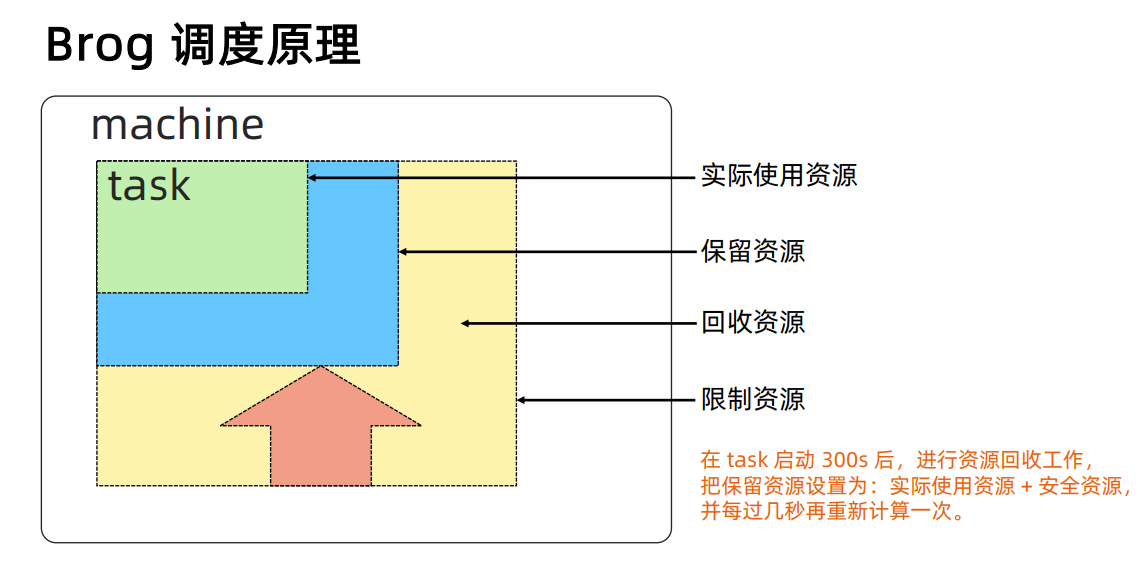 Brog 调度原理
machine
task
实际使用资源
保留资源
回收资源
限制资源
在 task 启动 300s 后，进行资源回收工作，
把保留资源设置为：实际使用资源 + 安全资源，
并每过几秒再重新计算一次。